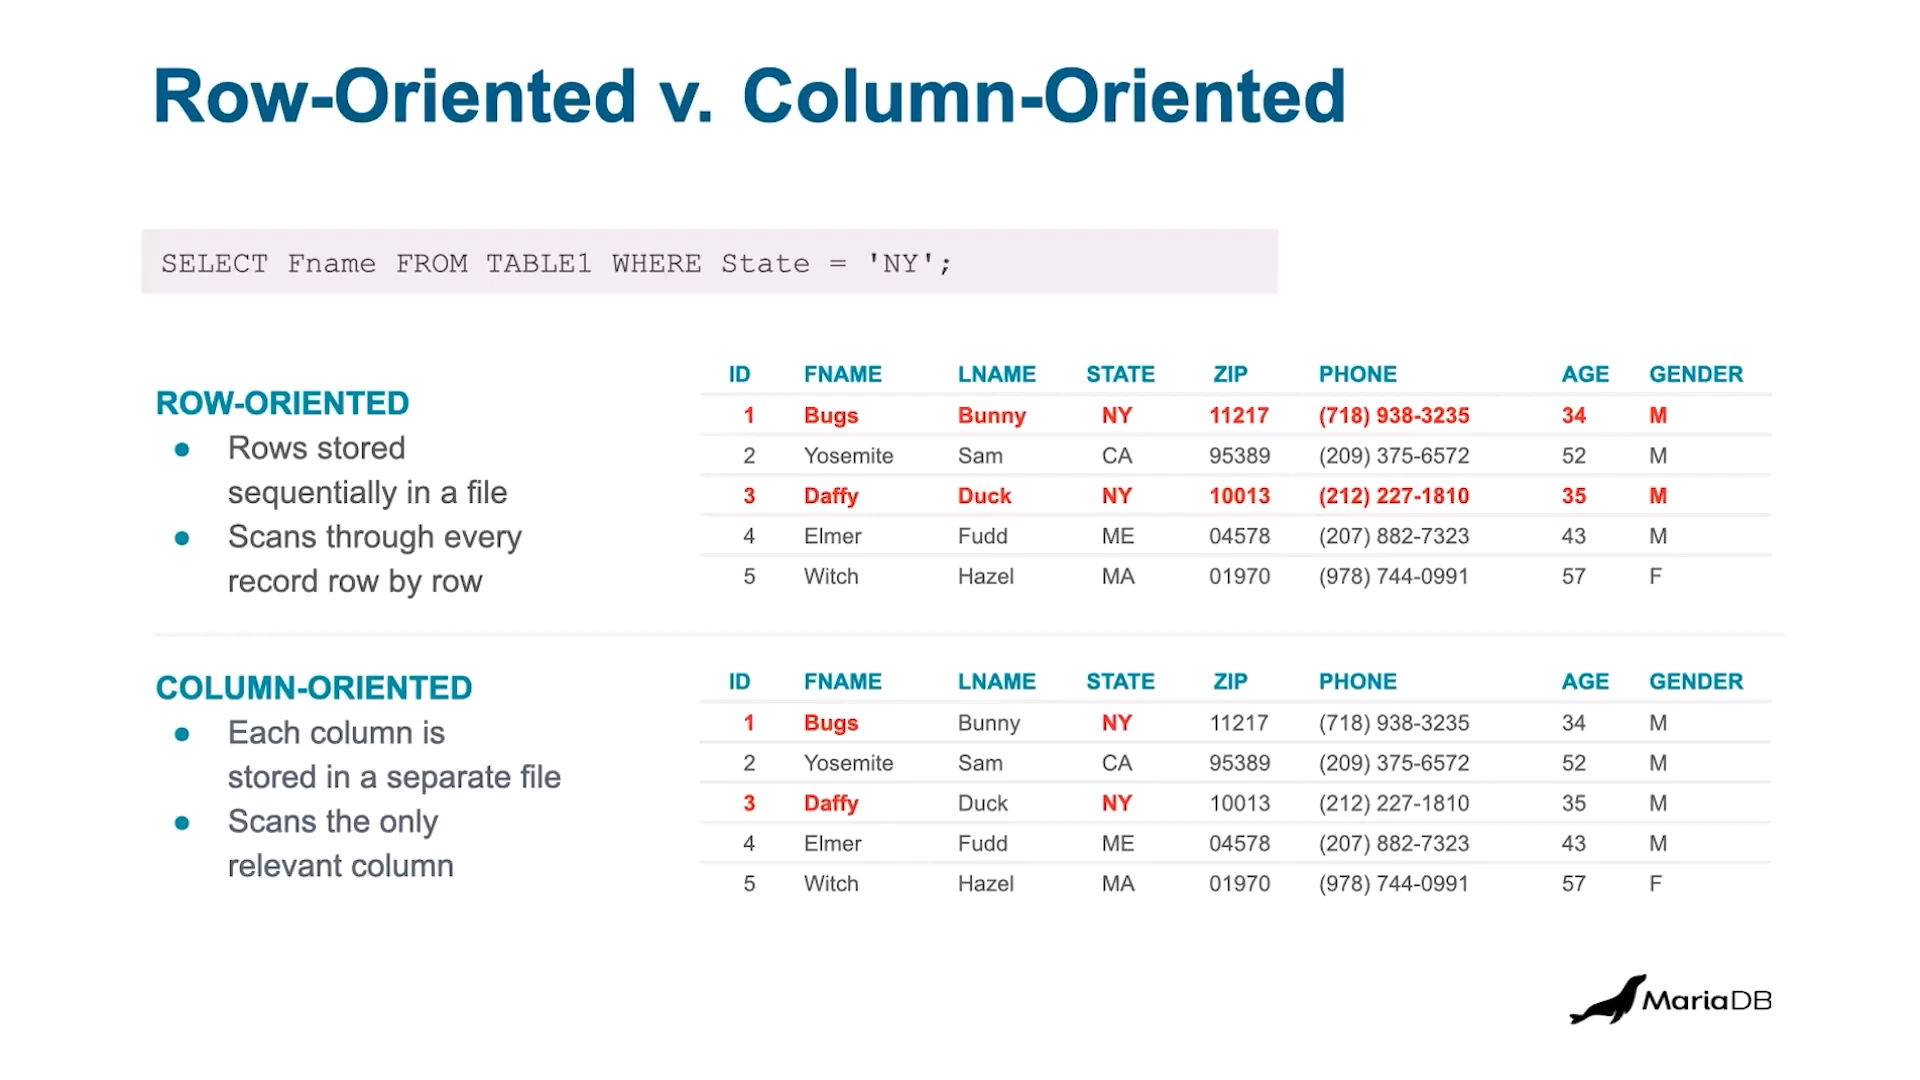 Row-Oriented v. Column-Oriented
SELECT Fname FROM TABLE1 WHERE State = 'NY';
ROW-ORIENTED
● Rows stored
sequentially in a file
● Scans through every
record row by row
ID FNAME LNAME STATE ZIP PHONE AGE GENDER
1 Bugs Bunny NY 11217 (718) 938-3235 34 M
2 Yosemite Sam CA 95389 (209) 375-6572 52 M
3 Daffy Duck NY 10013 (212) 227-1810 35 M
4 Elmer Fudd ME 04578 (207) 882-7323 43 M
5 Witch Hazel MA 01970 (978) 744-0991 57 F
COLUMN-ORIENTED
● Each column is
stored in a separate file
● Scans the only
relevant column
ID FNAME LNAME STATE ZIP PHONE AGE GENDER
1 Bugs Bunny NY 11217 (718) 938-3235 34 M
2 Yosemite Sam CA 95389 (209) 375-6572 52 M
3 Daffy Duck NY 10013 (212) 227-1810 35 M
4 Elmer Fudd ME 04578 (207) 882-7323 43 M
5 Witch Hazel MA 01970 (978) 744-0991 57 F
MariaDB